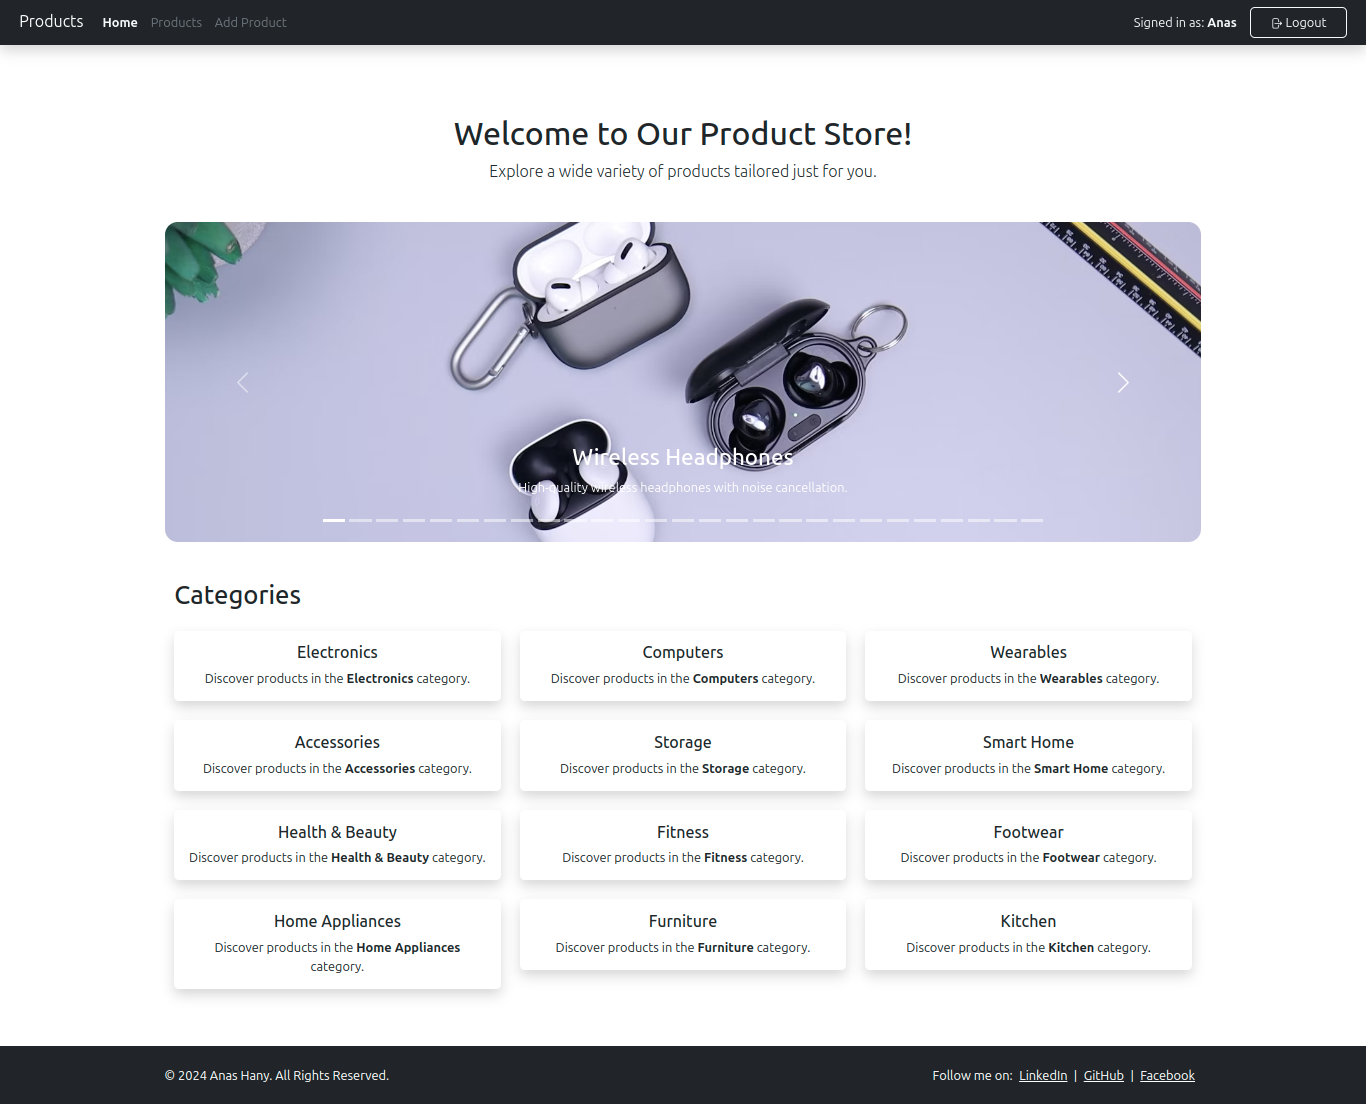 Products Home Products Add Product Signed in as: Anas Logout
Welcome to Our Product Store!
Explore a wide variety of products tailored just for you.
Wireless Headphones
High-quality wireless headphones with noise cancellation.
Categories
Electronics
Discover products in the Electronics category.
Computers
Discover products in the Computers category.
Wearables
Discover products in the Wearables category.
Accessories
Discover products in the Accessories category.
Storage
Discover products in the Storage category.
Smart Home
Discover products in the Smart Home category.
Health & Beauty
Discover products in the Health & Beauty category.
Fitness
Discover products in the Fitness category.
Footwear
Discover products in the Footwear category.
Home Appliances
Discover products in the Home Appliances
category.
Furniture
Discover products in the Furniture category.
Kitchen
Discover products in the Kitchen category.
© 2024 Anas Hany. All Rights Reserved. Follow me on: LinkedIn | GitHub | Facebook